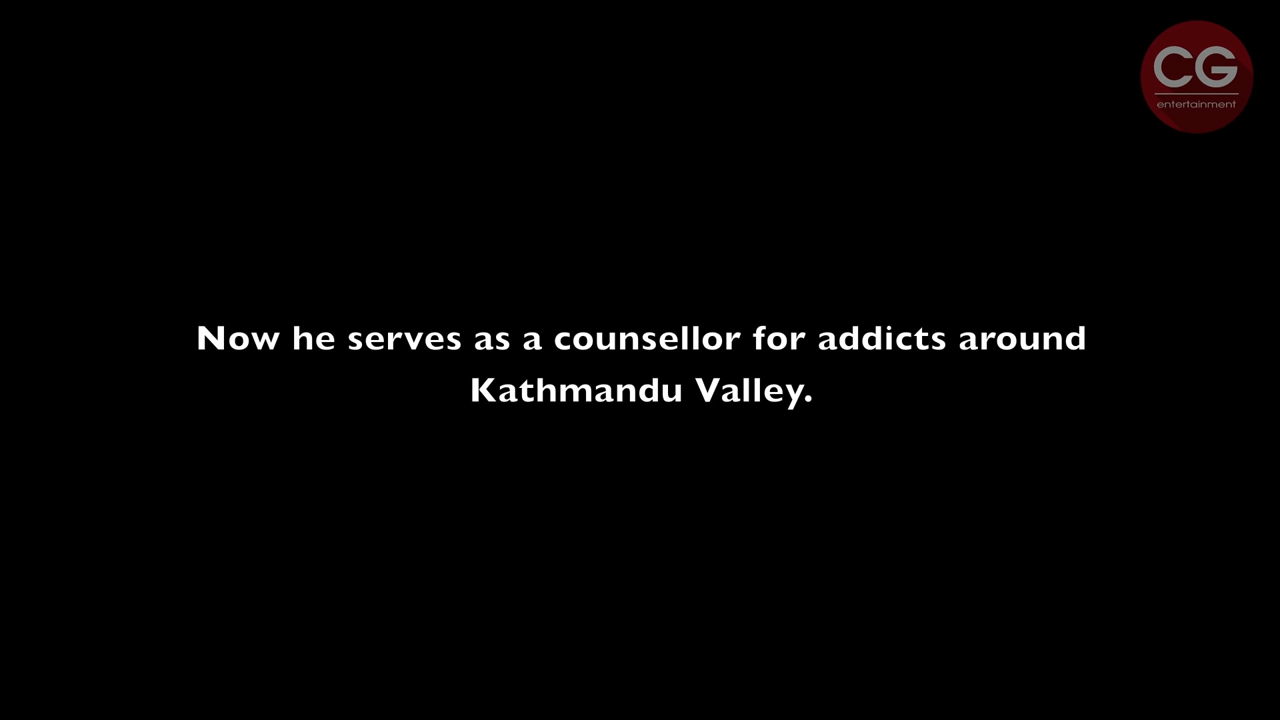 CG
entertainment
Now he serves as a counsellor for addicts around
Kathmandu Valley.